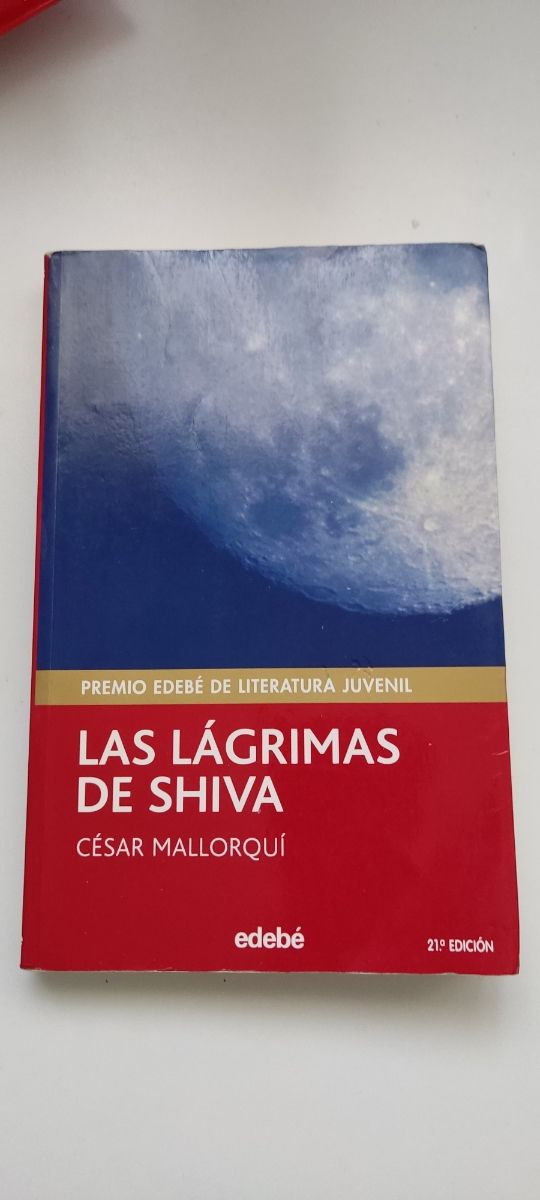 PREMIO EDEBÉ DE LITERATURA JUVENIL
LAS LÁGRIMAS
DE SHIVA
CÉSAR MALLORQUÍ
edebé
21.ª EDICIÓN